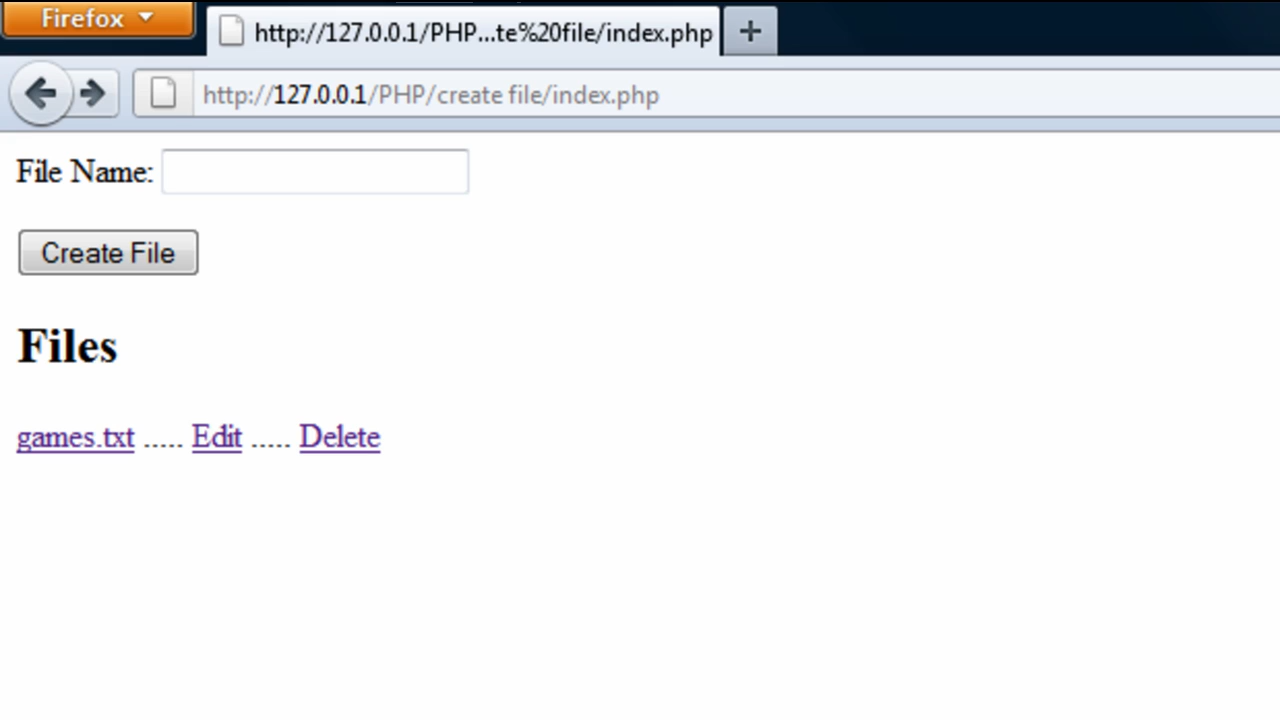 Firefox
http://127.0.0.1/PHP...te%20file/index.php +
http://127.0.0.1/PHP/create file/index.php
File Name:
Create File
Files
games.txt ..... Edit ..... Delete